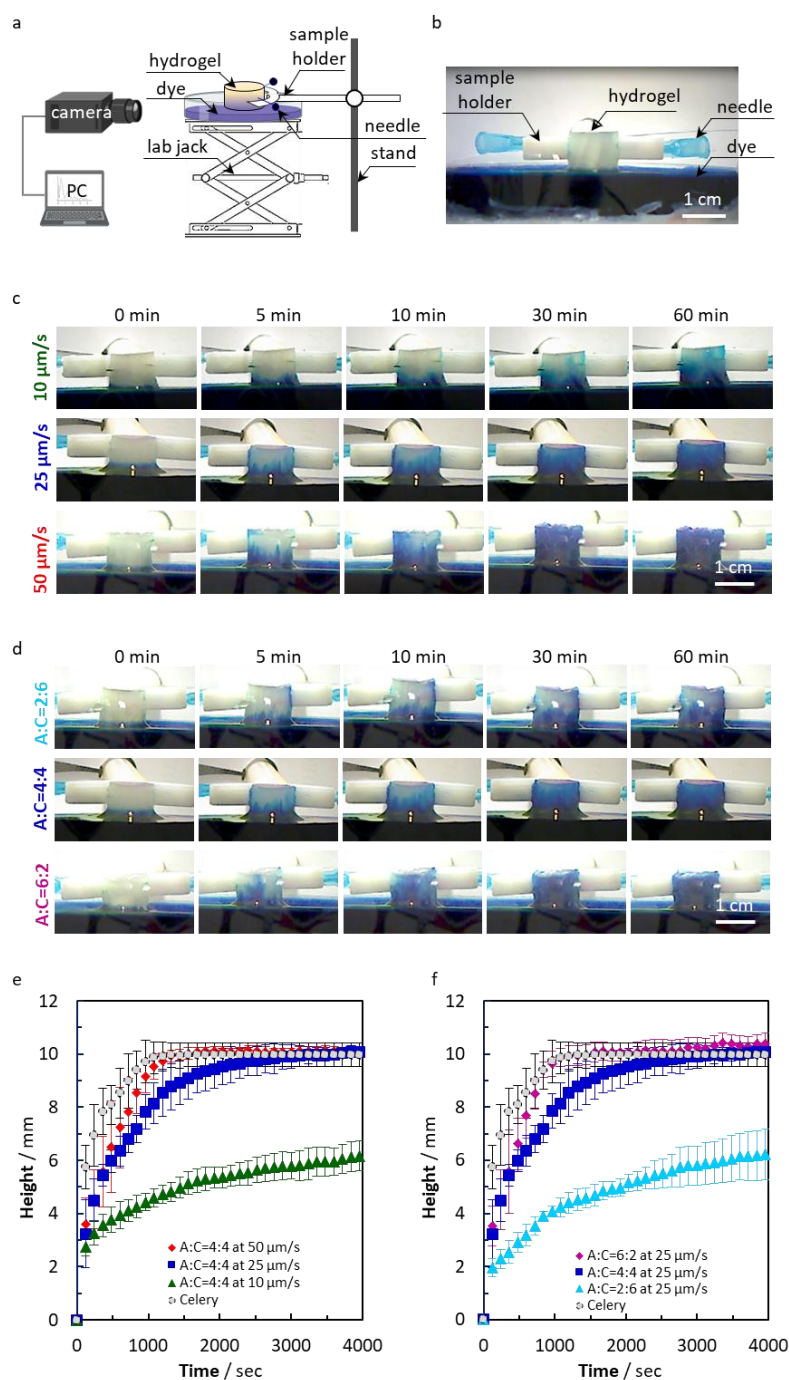 a
sample
holder
hydrogel
dye
camera
needle
lab jack
stand
PC
b
sample
holder
hydrogel
needle
dye
1 cm
c
0 min 5 min 10 min 30 min 60 min
10 µm/s
25 µm/s
50 µm/s
1 cm
d
0 min 5 min 10 min 30 min 60 min
A:C=2:6
A:C=4:4
A:C=6:2
1 cm
e
Height / mm
12
10
8
6
4
2
0
A:C=4:4 at 50 µm/s
A:C=4:4 at 25 µm/s
A:C=4:4 at 10 µm/s
Celery
0 1000 2000 3000 4000
Time / sec
f
Height / mm
12
10
8
6
4
2
0
A:C=6:2 at 25 µm/s
A:C=4:4 at 25 µm/s
A:C=2:6 at 25 µm/s
Celery
0 1000 2000 3000 4000
Time / sec